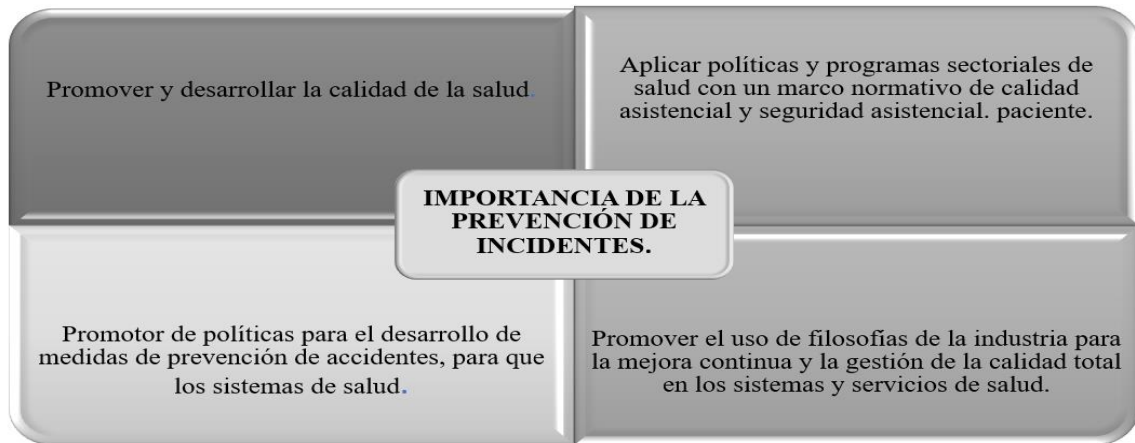 Promover y desarrollar la calidad de la salud.
Aplicar políticas y programas sectoriales de
salud con un marco normativo de calidad
asistencial y seguridad asistencial. paciente.
IMPORTANCIA DE LA
PREVENCIÓN DE
INCIDENTES.
Promotor de políticas para el desarrollo de
medidas de prevención de accidentes, para que
los sistemas de salud.
Promover el uso de filosofías de la industria para
la mejora continua y la gestión de la calidad total
en los sistemas y servicios de salud.